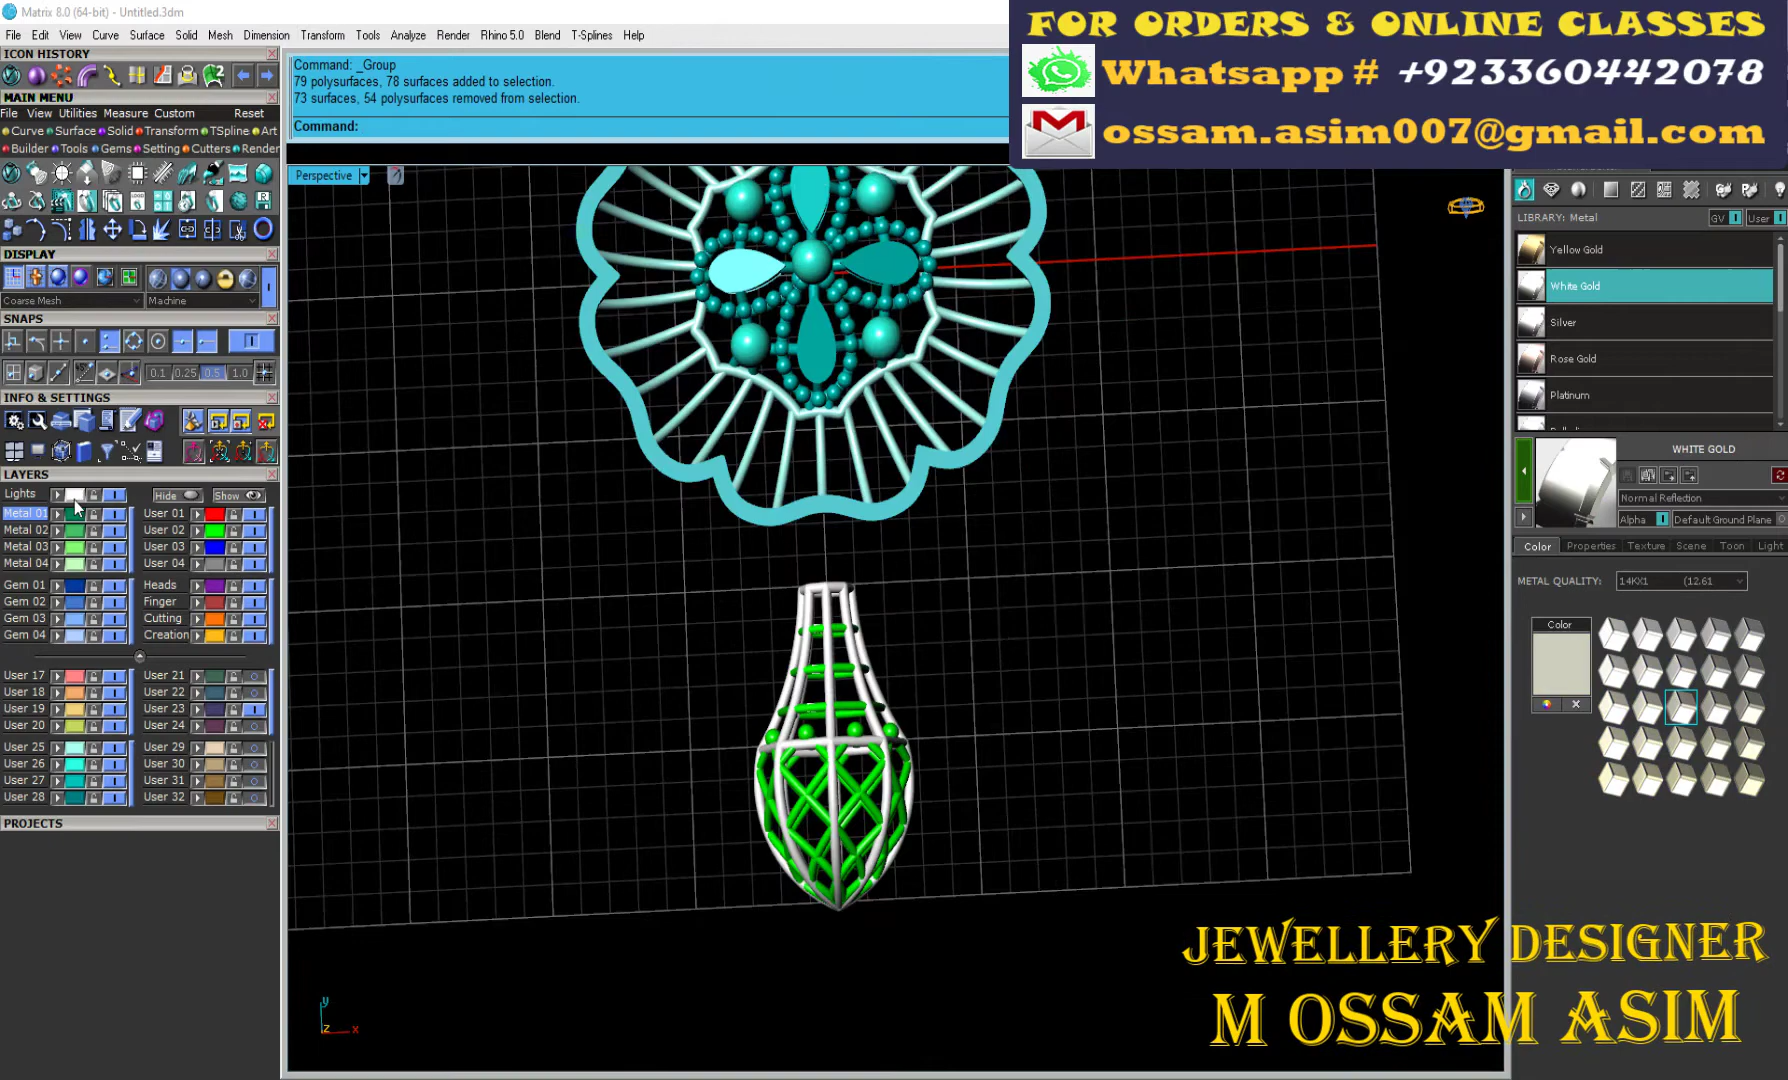 Matrix 8.0 (64-bit) - Untitled.3dm
File Edit View Curve Surface Solid Mesh Dimension Transform Tools Analyze Render Rhino 5.0 Blend T-Splines Help
FOR ORDERS & ONLINE CLASSES
Whatsapp # +923360442078
ossam.asim007@gmail.com
ICON HISTORY
Command: _Group
79 polysurfaces, 78 surfaces added to selection.
73 surfaces, 54 polysurfaces removed from selection.
Command:
MAIN MENU
File View Utilities Measure Custom Reset
Curve Surface Solid Transform TSpline Art
Builder Tools Gems Setting Cutters Render
Perspective
DISPLAY
Coarse Mesh Machine
SNAPS
0.1 0.25 0.5 1.0
INFO & SETTINGS
LAYERS
Lights Hide Show
Metal 01 User 01
Metal 02 User 02
Metal 03 User 03
Metal 04 User 04
Gem 01 Heads
Gem 02 Finger
Gem 03 Cutting
Gem 04 Creation
User 17 User 21
User 18 User 22
User 19 User 23
User 20 User 24
User 25 User 29
User 26 User 30
User 27 User 31
User 28 User 32
PROJECTS
y
z x
LIBRARY: Metal GV User
Yellow Gold
White Gold
Silver
Rose Gold
Platinum
WHITE GOLD
Normal Reflection
Alpha Default Ground Plane
Color Properties Texture Scene Toon Light
METAL QUALITY: 14KX1 (12.61
Color
JEWELLERY DESIGNER
M OSSAM ASIM